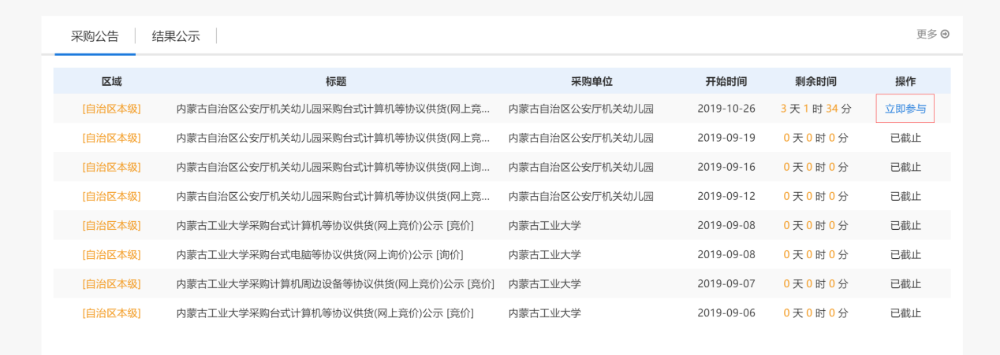 采购公告 结果公示 更多
区域 标题 采购单位 开始时间 剩余时间 操作
[自治区本级] 内蒙古自治区公安厅机关幼儿园采购台式计算机等协议供货(网上竞... 内蒙古自治区公安厅机关幼儿园 2019-10-26 3 天 1 时 34 分 立即参与
[自治区本级] 内蒙古自治区公安厅机关幼儿园采购台式计算机等协议供货(网上竞... 内蒙古自治区公安厅机关幼儿园 2019-09-19 0 天 0 时 0 分 已截止
[自治区本级] 内蒙古自治区公安厅机关幼儿园采购台式计算机等协议供货(网上询... 内蒙古自治区公安厅机关幼儿园 2019-09-16 0 天 0 时 0 分 已截止
[自治区本级] 内蒙古自治区公安厅机关幼儿园采购台式计算机等协议供货(网上竞... 内蒙古自治区公安厅机关幼儿园 2019-09-12 0 天 0 时 0 分 已截止
[自治区本级] 内蒙古工业大学采购台式计算机等协议供货(网上竞价)公示 [竞价] 内蒙古工业大学 2019-09-08 0 天 0 时 0 分 已截止
[自治区本级] 内蒙古工业大学采购台式电脑等协议供货(网上询价)公示 [询价] 内蒙古工业大学 2019-09-08 0 天 0 时 0 分 已截止
[自治区本级] 内蒙古工业大学采购计算机周边设备等协议供货(网上竞价)公示 [竞价] 内蒙古工业大学 2019-09-07 0 天 0 时 0 分 已截止
[自治区本级] 内蒙古工业大学采购台式计算机等协议供货(网上竞价)公示 [竞价] 内蒙古工业大学 2019-09-06 0 天 0 时 0 分 已截止